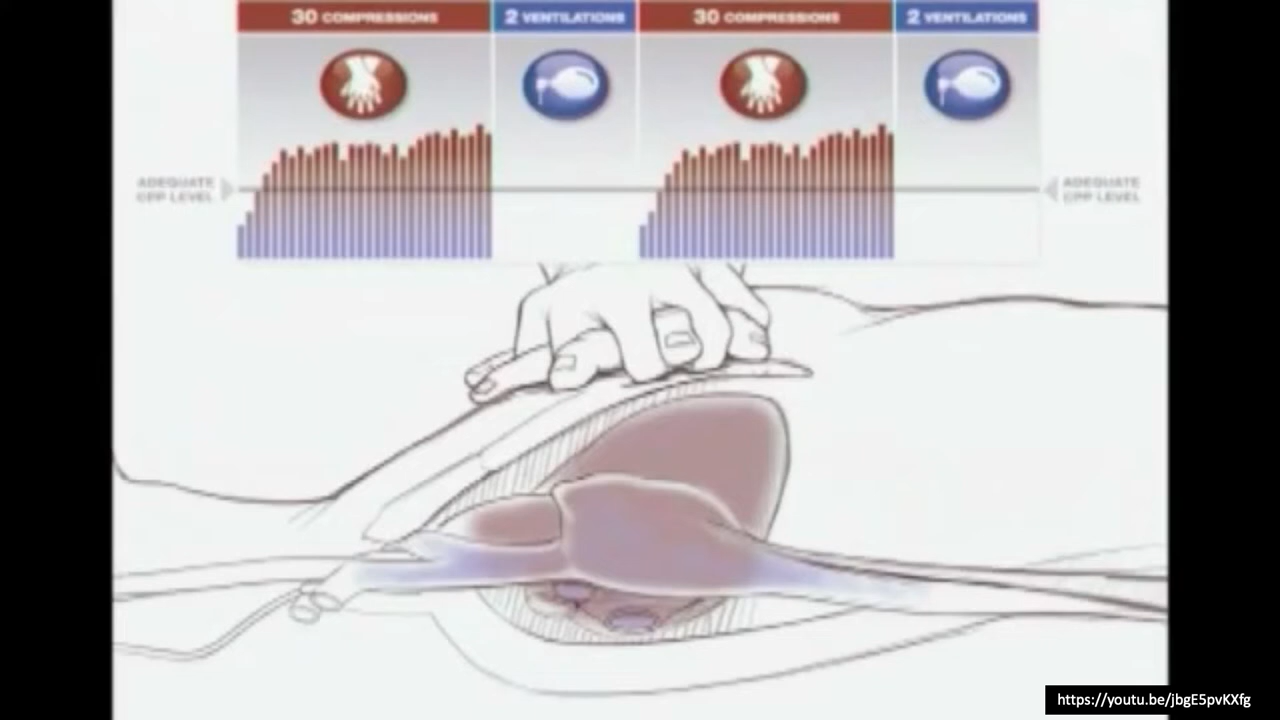 30 COMPRESSIONS
2 VENTILATIONS
30 COMPRESSIONS
2 VENTILATIONS
ADEQUATE
CPP LEVEL
ADEQUATE
CPP LEVEL
https://youtu.be/jbgE5pvKXfg